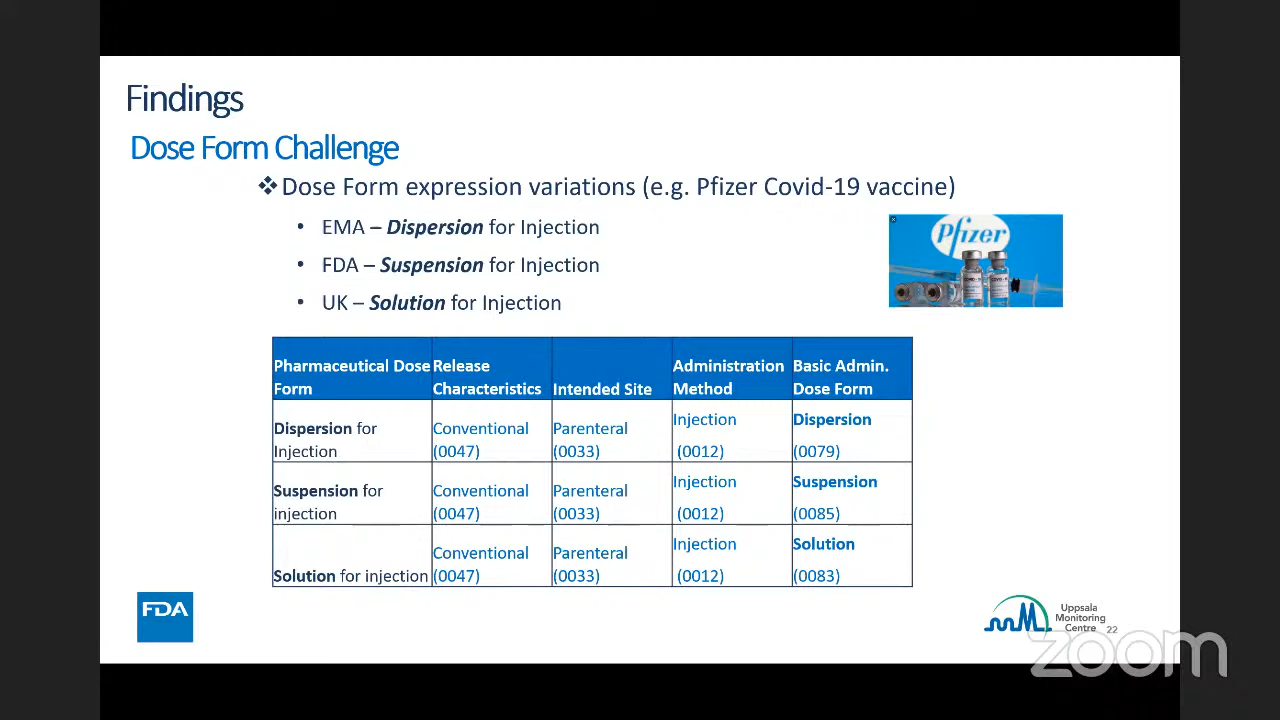 Findings
Dose Form Challenge
❖ Dose Form expression variations (e.g. Pfizer Covid-19 vaccine)
• EMA – Dispersion for Injection
• FDA – Suspension for Injection
• UK – Solution for Injection
Pfizer
Pharmaceutical Dose Form | Release Characteristics | Intended Site | Administration Method | Basic Admin. Dose Form
Dispersion for Injection | Conventional (0047) | Parenteral (0033) | Injection (0012) | Dispersion (0079)
Suspension for injection | Conventional (0047) | Parenteral (0033) | Injection (0012) | Suspension (0085)
Solution for injection | Conventional (0047) | Parenteral (0033) | Injection (0012) | Solution (0083)
FDA
Uppsala
Monitoring
Centre
22
zoom